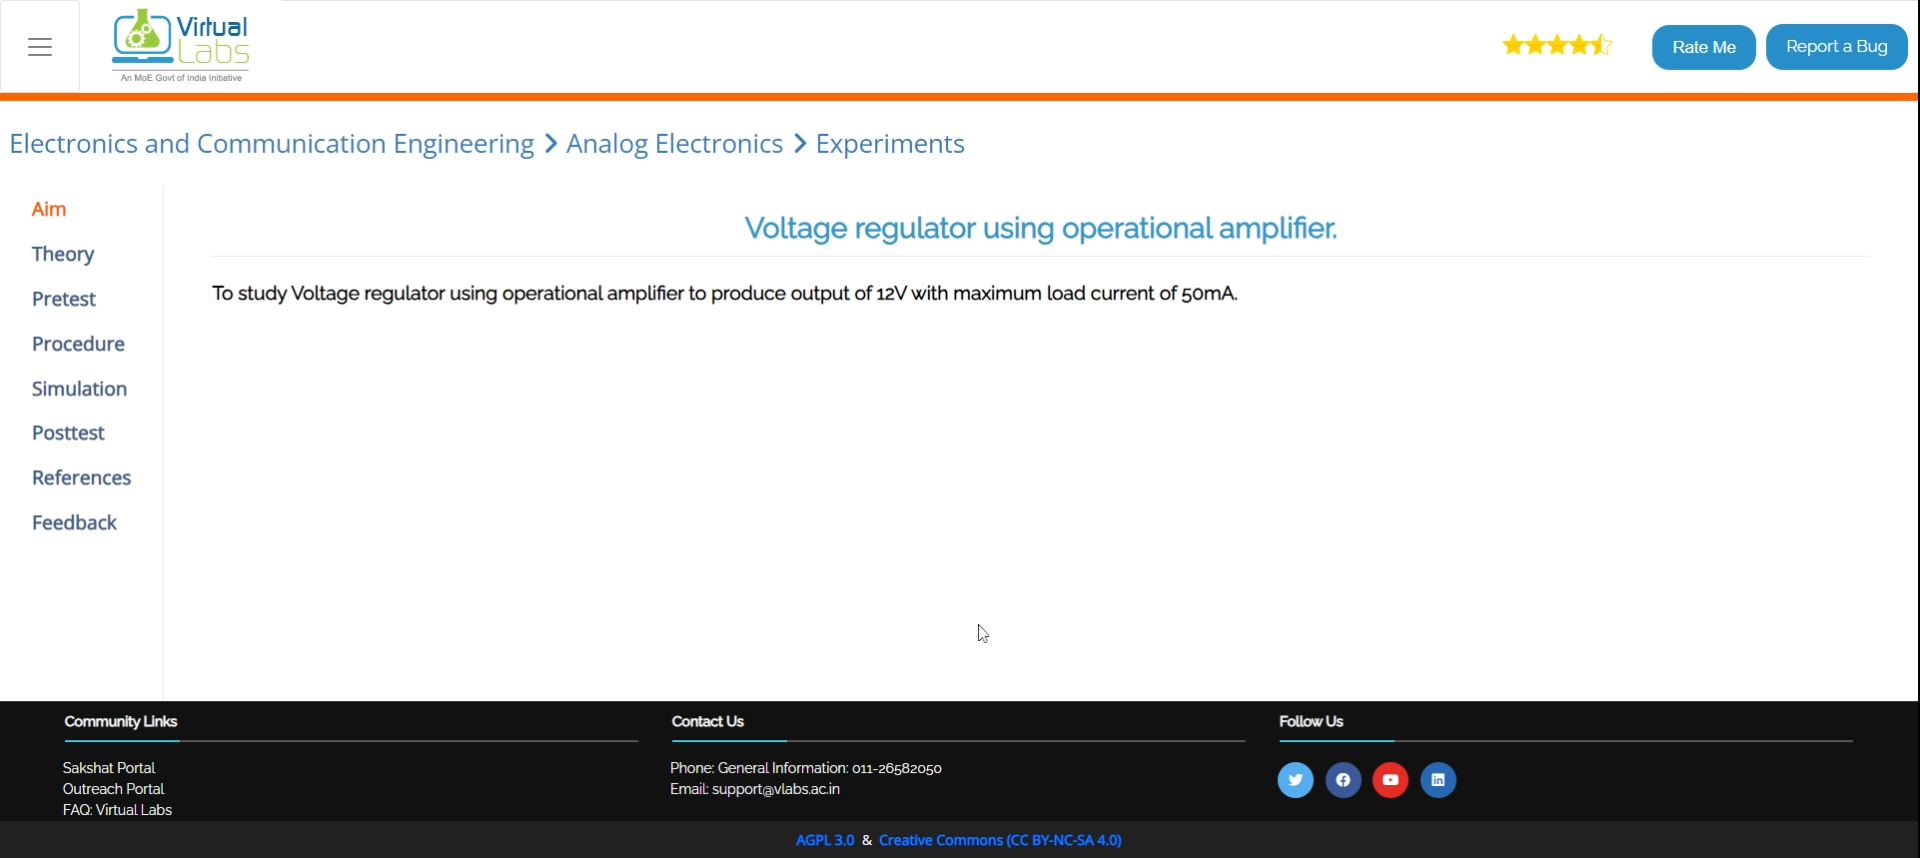 Virtual
Labs
An MoE Govt of India Initiative
Rate Me
Report a Bug
Electronics and Communication Engineering > Analog Electronics > Experiments
Aim
Theory
Pretest
Procedure
Simulation
Posttest
References
Feedback
Voltage regulator using operational amplifier.
To study Voltage regulator using operational amplifier to produce output of 12V with maximum load current of 50mA.
Community Links
Sakshat Portal
Outreach Portal
FAQ: Virtual Labs
Contact Us
Phone: General Information: 011-26582050
Email: support@vlabs.ac.in
Follow Us
AGPL 3.0 & Creative Commons (CC BY-NC-SA 4.0)